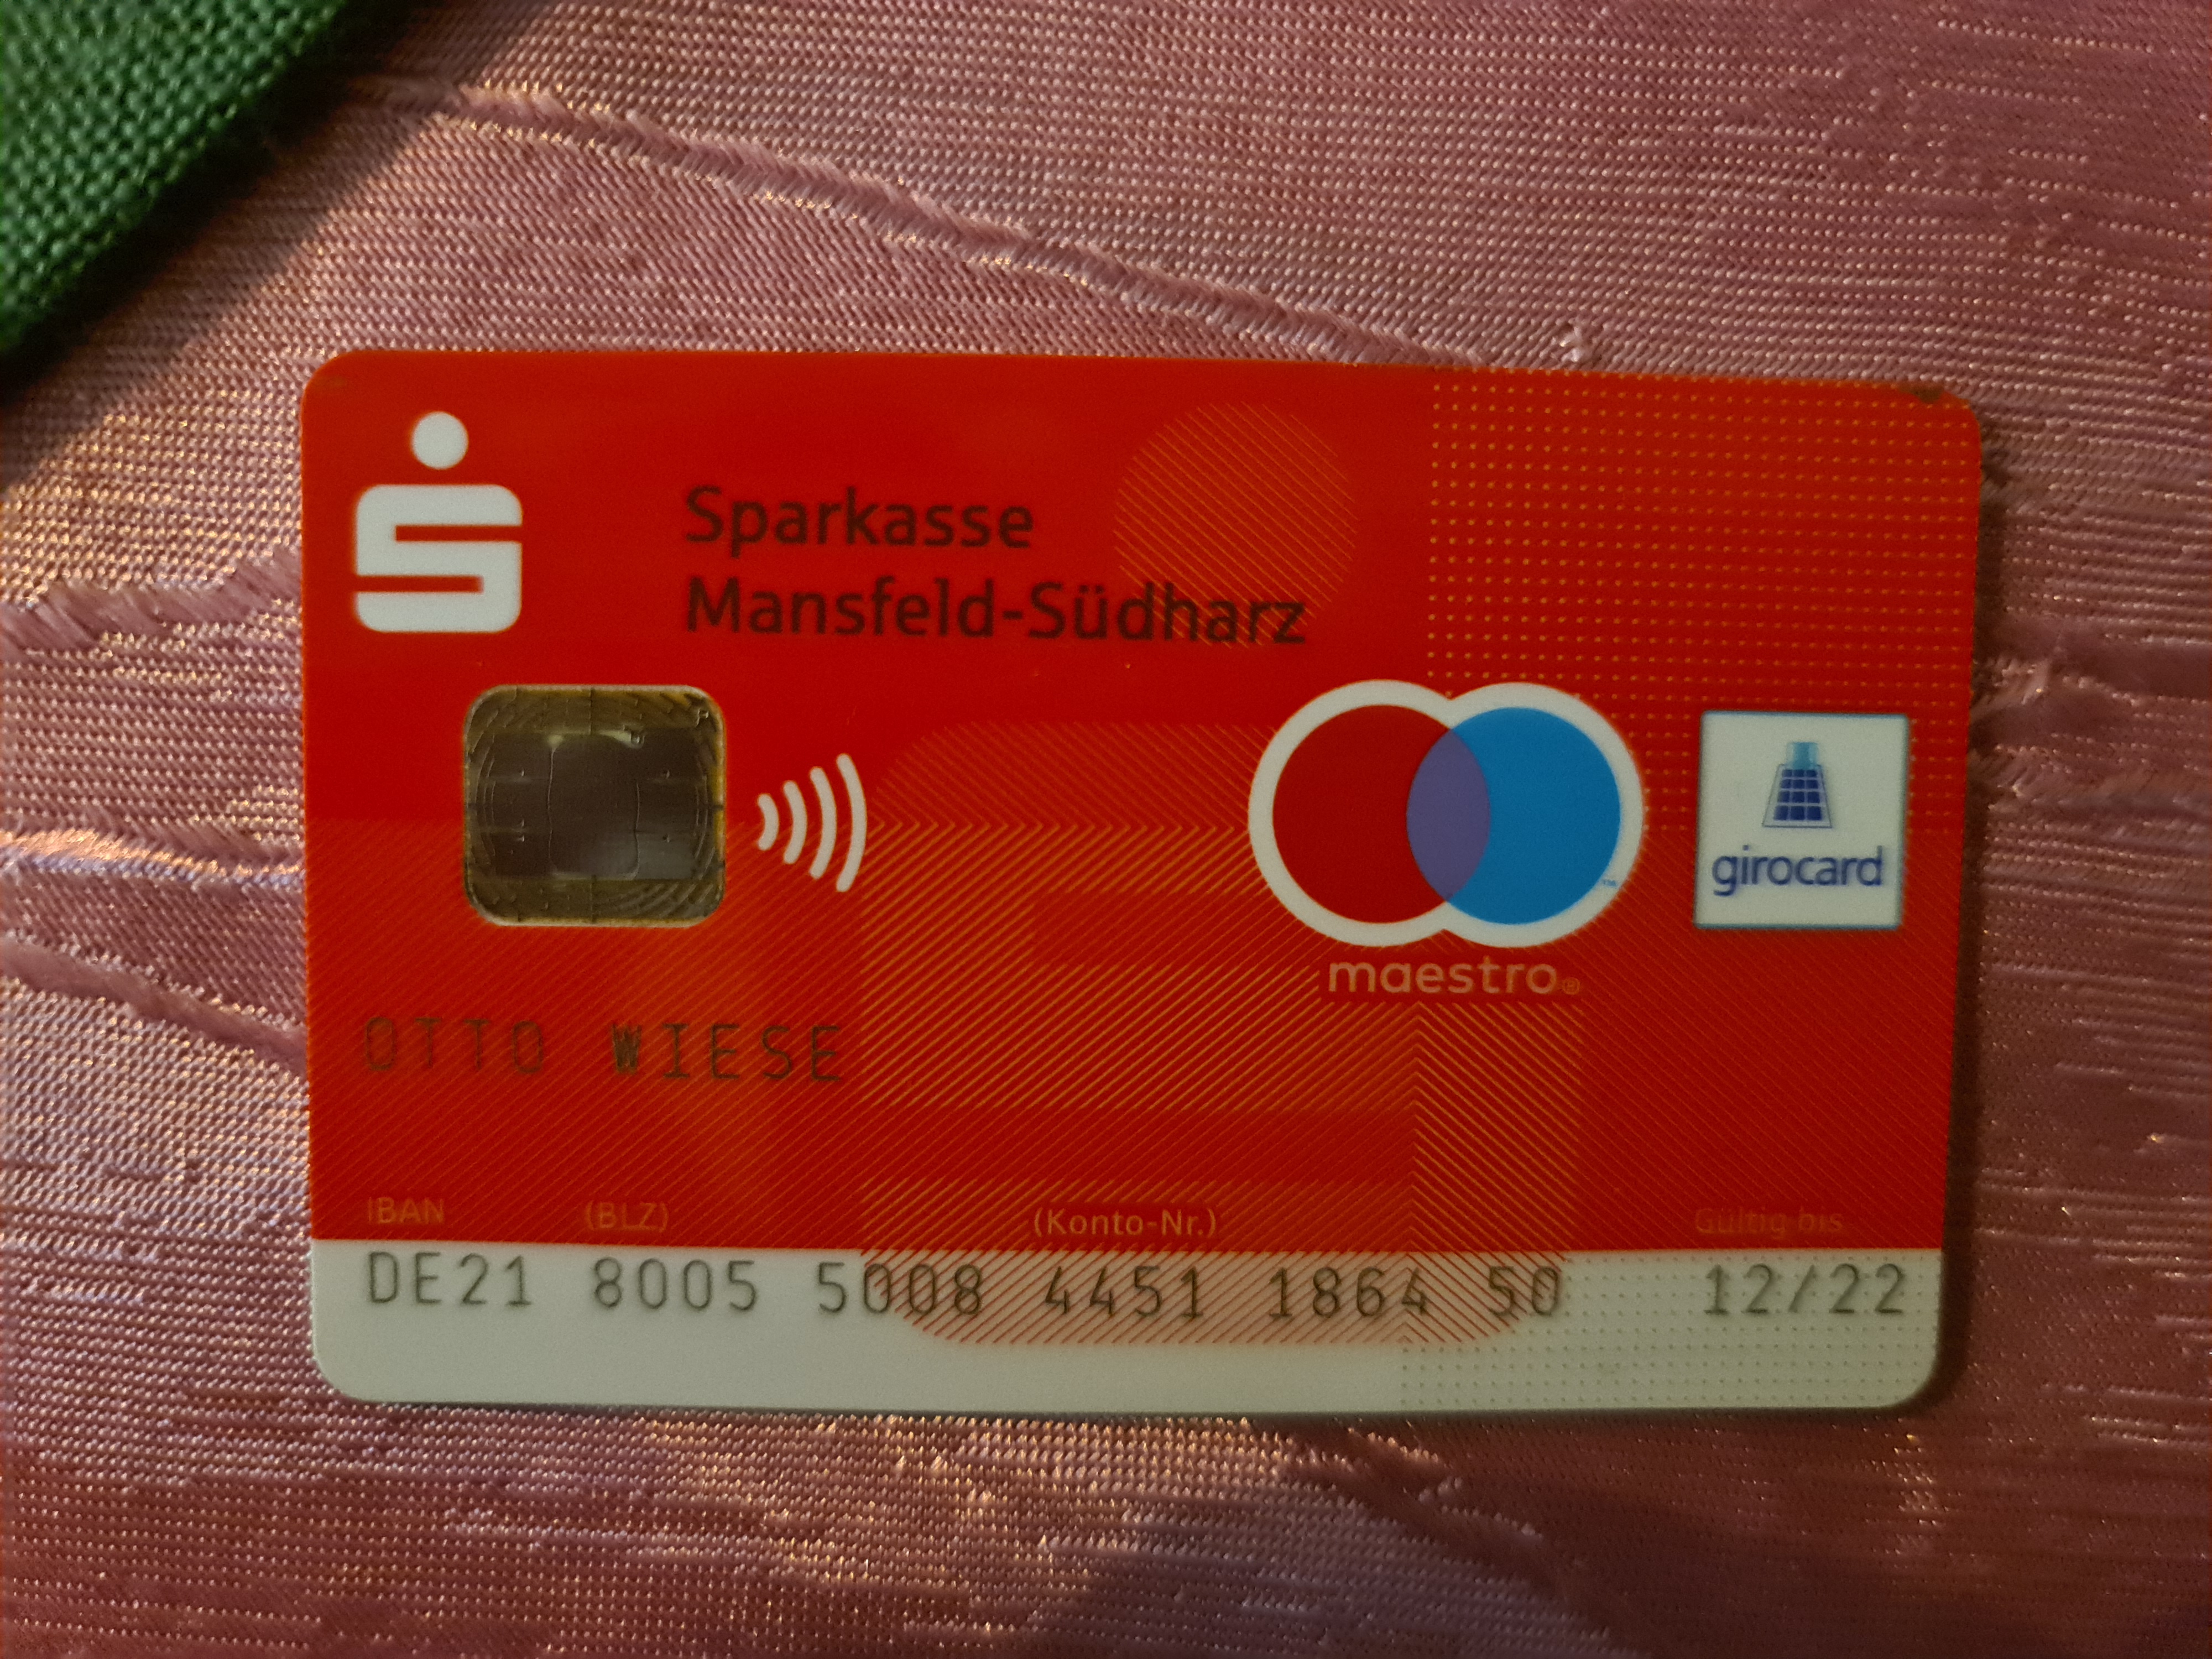 Sparkasse
Mansfeld-Südharz
girocard
maestro®
OTTO WIESE
IBAN (BLZ) (Konto-Nr.) Gültig bis
DE21 8005 5008 4451 1864 50 12/22